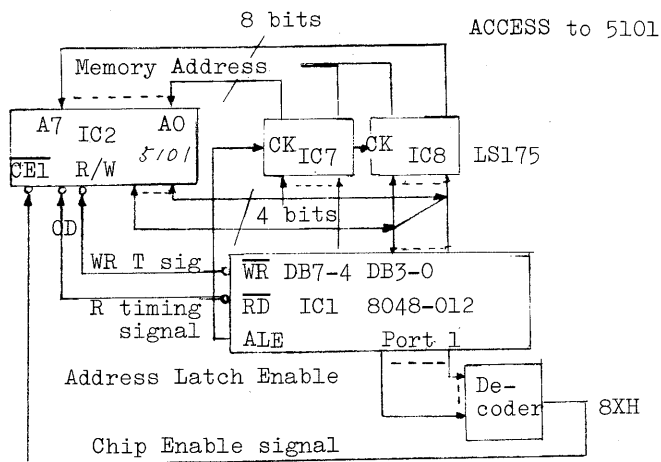 8 bits
ACCESS to 5101
Memory Address
A7 IC2 A0
5101
CE1 R/W
CK IC7
CK IC8
LS175
OD
4 bits
WR T sig
WR DB7-4 DB3-0
R timing
signal
RD IC1 8048-012
ALE Port 1
Address Latch Enable
De-
coder
8XH
Chip Enable signal